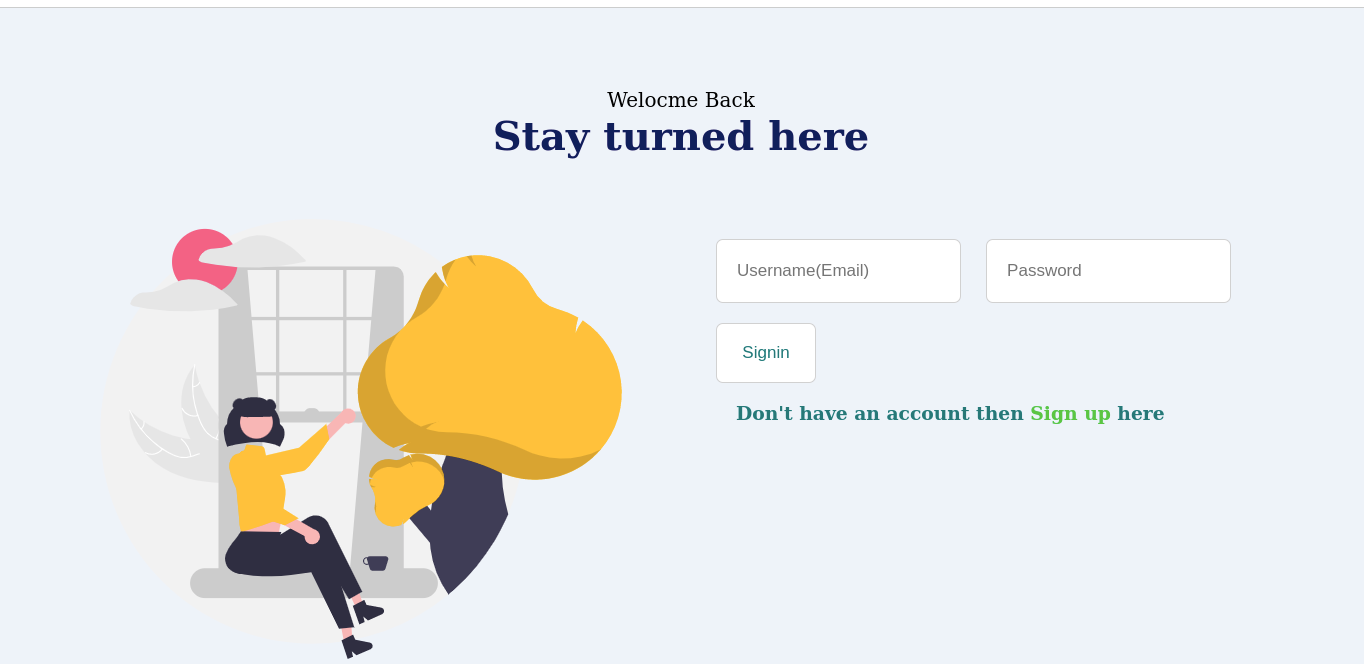 Welocme Back
Stay turned here
Username(Email)
Password
Signin
Don't have an account then Sign up here